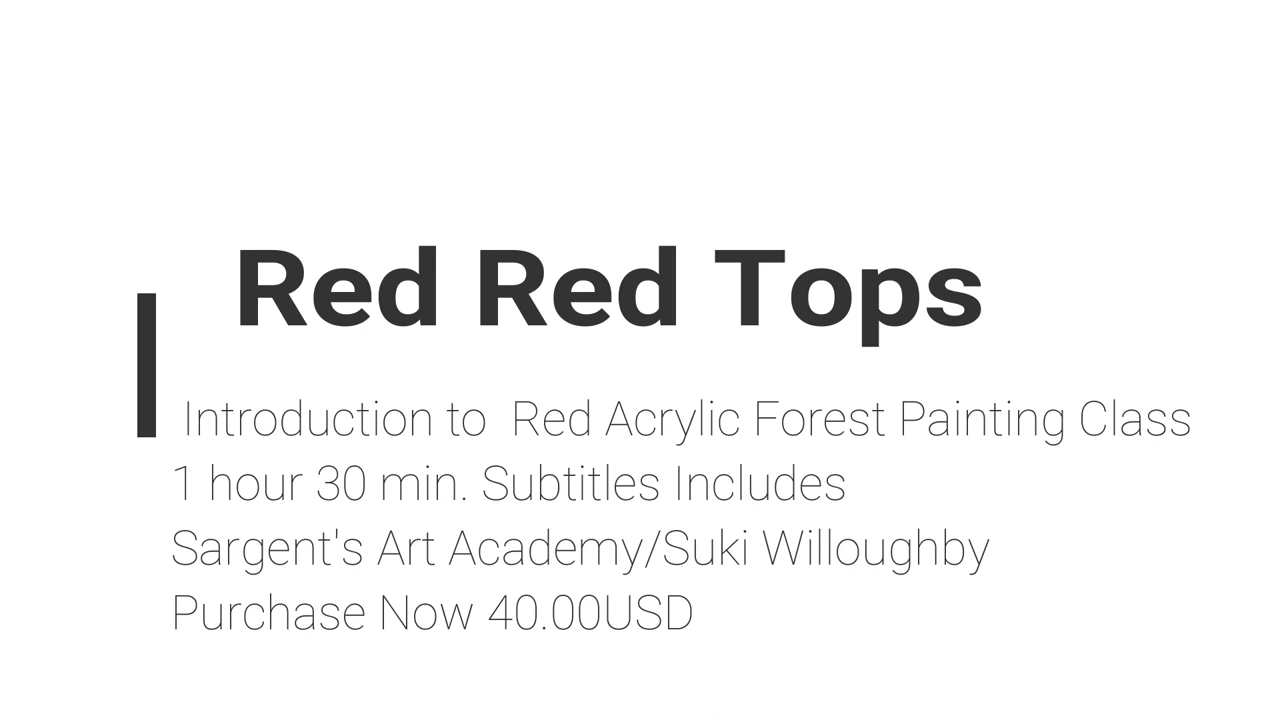 Red Red Tops
Introduction to  Red Acrylic Forest Painting Class
1 hour 30 min. Subtitles Includes
Sargent's Art Academy/Suki Willoughby
Purchase Now 40.00USD